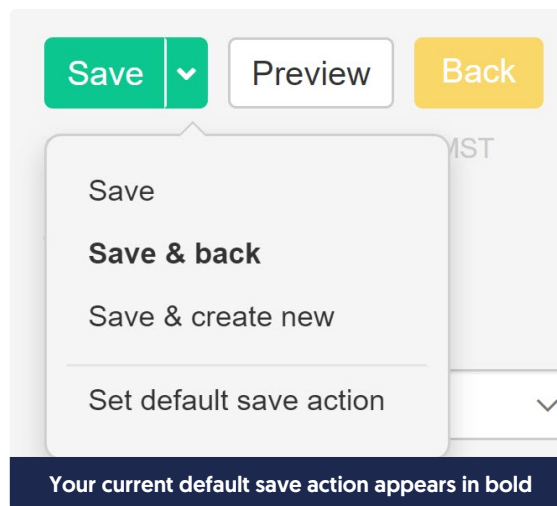 Save Preview Back
Save
Save & back
Save & create new
Set default save action
Your current default save action appears in bold